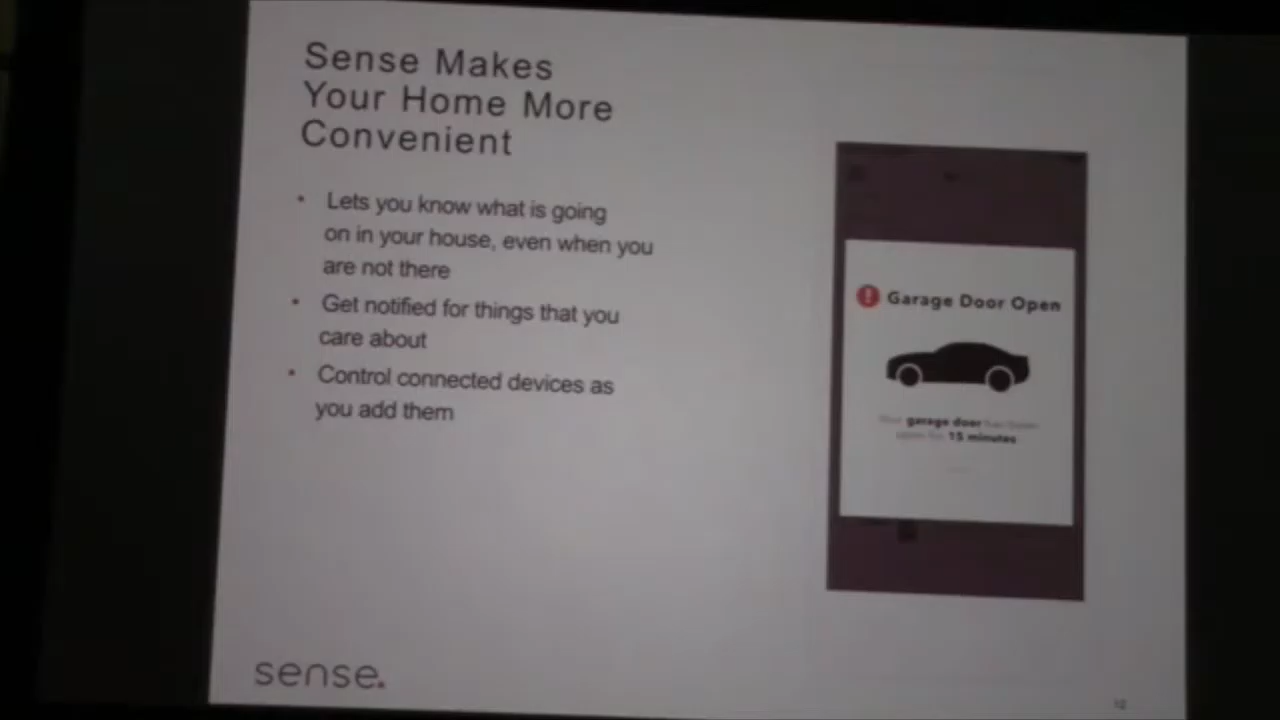 Sense Makes
Your Home More
Convenient
• Lets you know what is going
on in your house, even when you
are not there
• Get notified for things that you
care about
• Control connected devices as
you add them
! Garage Door Open
garage door
15 minutes
sense.
12